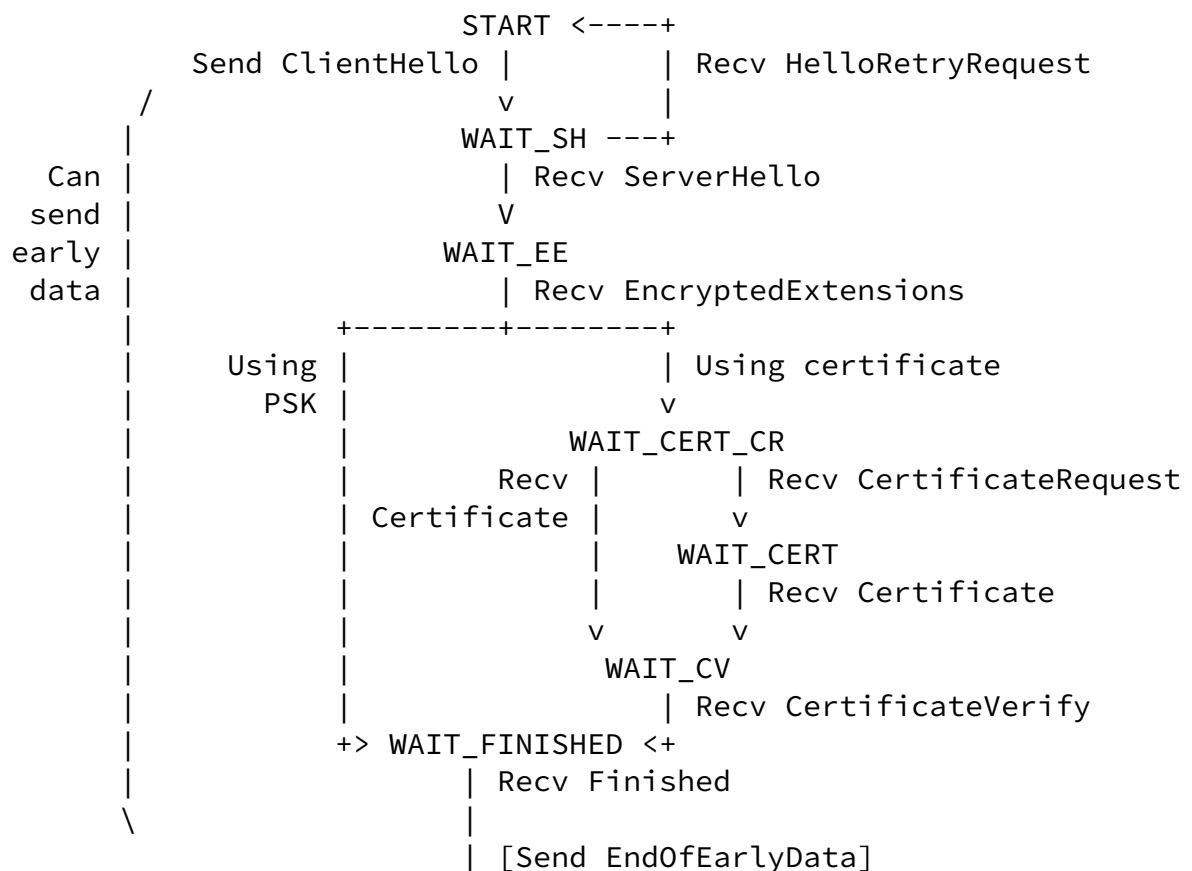 START <----+
Send ClientHello | | Recv HelloRetryRequest
/ v |
| WAIT_SH ---+
Can | | Recv ServerHello
send | V
early | WAIT_EE
data | | Recv EncryptedExtensions
| +--------+--------+
| Using | | Using certificate
| PSK | v
| | WAIT_CERT_CR
| | Recv | | Recv CertificateRequest
| | Certificate | v
| | | WAIT_CERT
| | | | Recv Certificate
| | v v
| | WAIT_CV
| | | Recv CertificateVerify
| +> WAIT_FINISHED <+
| | Recv Finished
\ |
| [Send EndOfEarlyData]